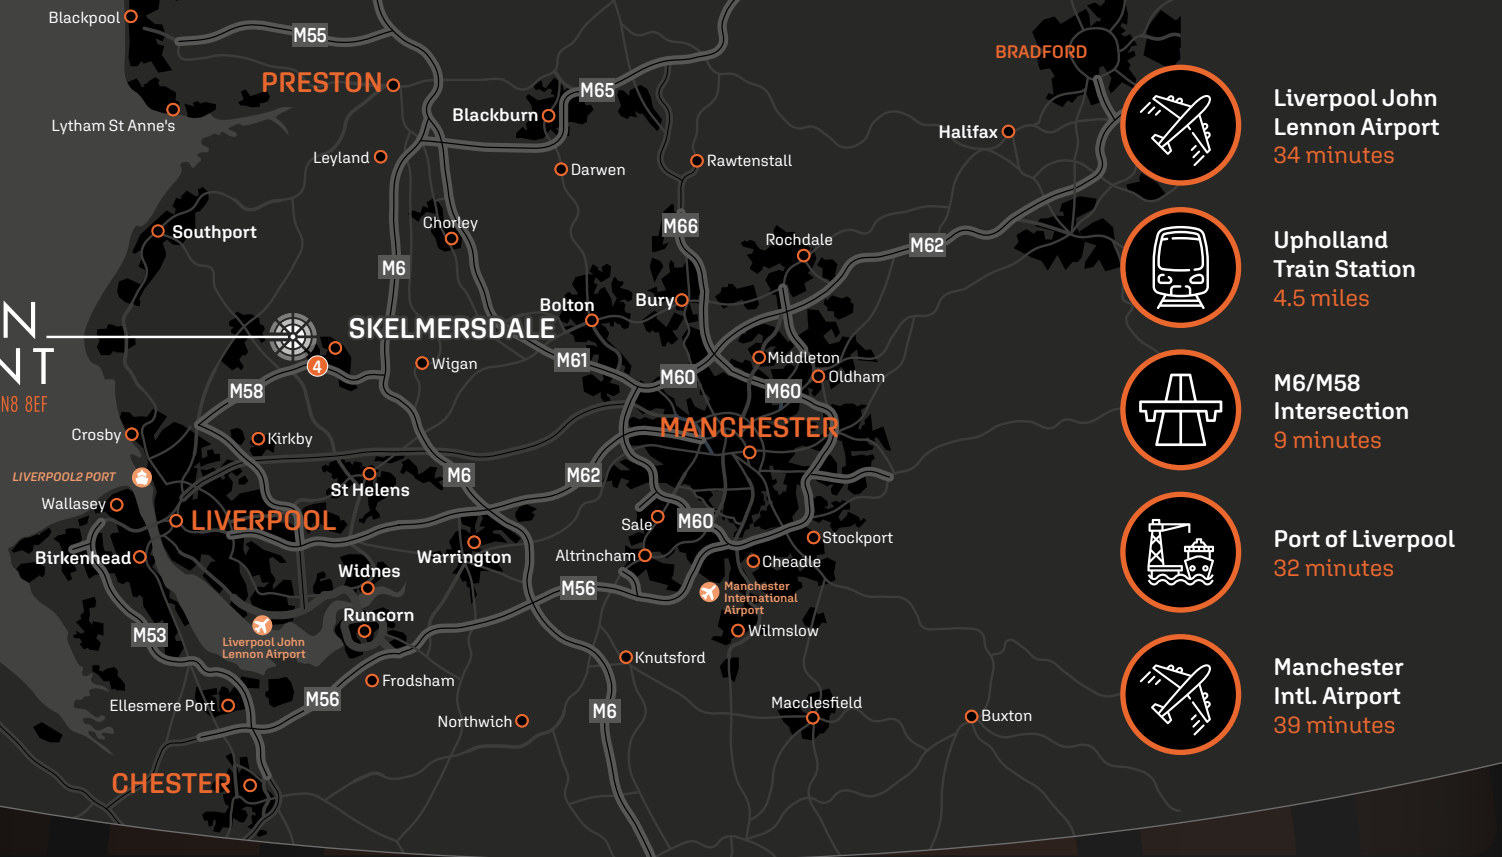 Blackpool
M55
BRADFORD
PRESTON
M65
Blackburn
Lytham St Anne's
Halifax
Leyland
Darwen
Rawtenstall
Chorley
Southport
M66
Rochdale
M62
M6
Bolton
Bury
N
SKELMERSDALE
NT
4
Wigan
M61
Middleton
M60
Oldham
M58
M60
N8 8EF
MANCHESTER
Crosby
Kirkby
LIVERPOOL2 PORT
M6
M62
St Helens
Wallasey
LIVERPOOL
Sale
M60
Stockport
Birkenhead
Warrington
Altrincham
Cheadle
Widnes
M56
Manchester
International
Airport
Runcorn
M53
Liverpool John
Lennon Airport
Wilmslow
Knutsford
Frodsham
M56
Ellesmere Port
Northwich
M6
Macclesfield
Buxton
CHESTER
Liverpool John
Lennon Airport
34 minutes
Upholland
Train Station
4.5 miles
M6/M58
Intersection
9 minutes
Port of Liverpool
32 minutes
Manchester
Intl. Airport
39 minutes